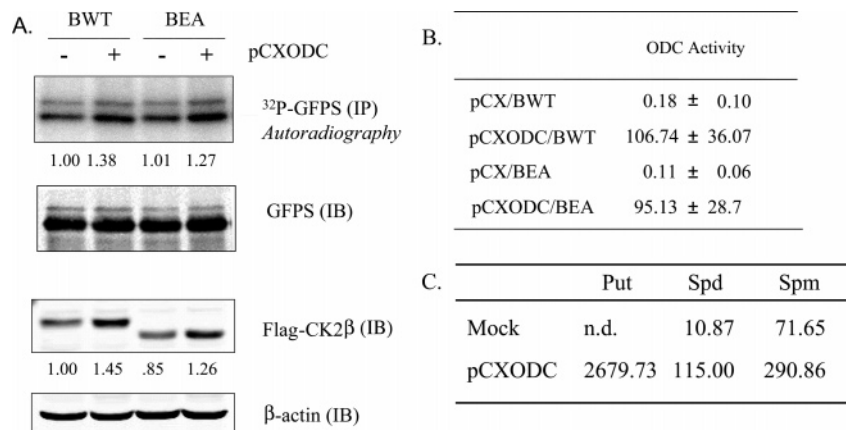 A.
BWT BEA
- + - + pCXODC
³²P-GFPS (IP)
Autoradiography
1.00 1.38 1.01 1.27
GFPS (IB)
Flag-CK2β (IB)
1.00 1.45 .85 1.26
β-actin (IB)
B.
ODC Activity
pCX/BWT 0.18 ± 0.10
pCXODC/BWT 106.74 ± 36.07
pCX/BEA 0.11 ± 0.06
pCXODC/BEA 95.13 ± 28.7
C.
Put Spd Spm
Mock n.d. 10.87 71.65
pCXODC 2679.73 115.00 290.86